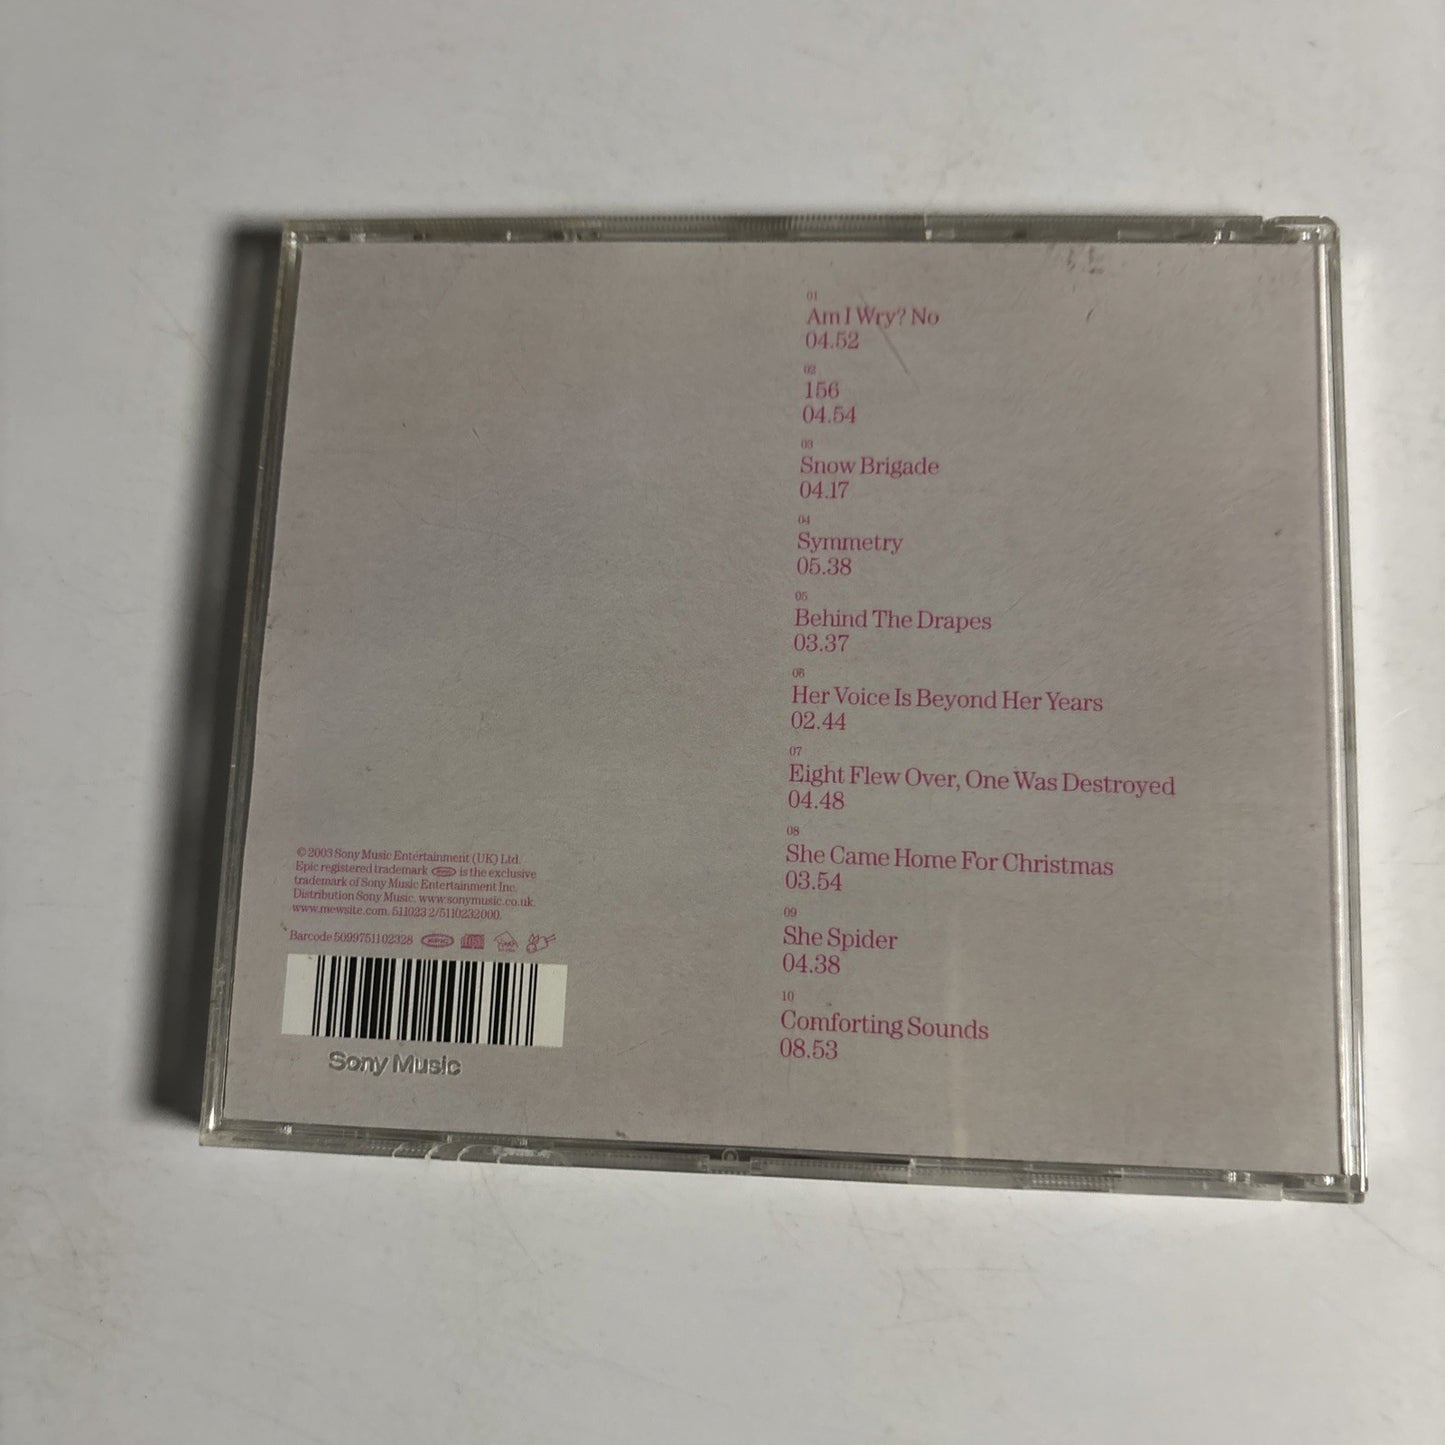 01
Am I Wry? No
04.52
02
156
04.54
03
Snow Brigade
04.17
04
Symmetry
05.38
05
Behind The Drapes
03.37
06
Her Voice Is Beyond Her Years
02.44
07
Eight Flew Over, One Was Destroyed
04.48
08
She Came Home For Christmas
03.54
09
She Spider
04.38
10
Comforting Sounds
08.53
© 2003 Sony Music Entertainment (UK) Ltd.
Epic registered trademark epic is the exclusive
trademark of Sony Music Entertainment Inc.
Distribution Sony Music. www.sonymusic.co.uk.
www.mewsite.com. 511023 2/5110232000.
Barcode 5099751102328 epic
Sony Music